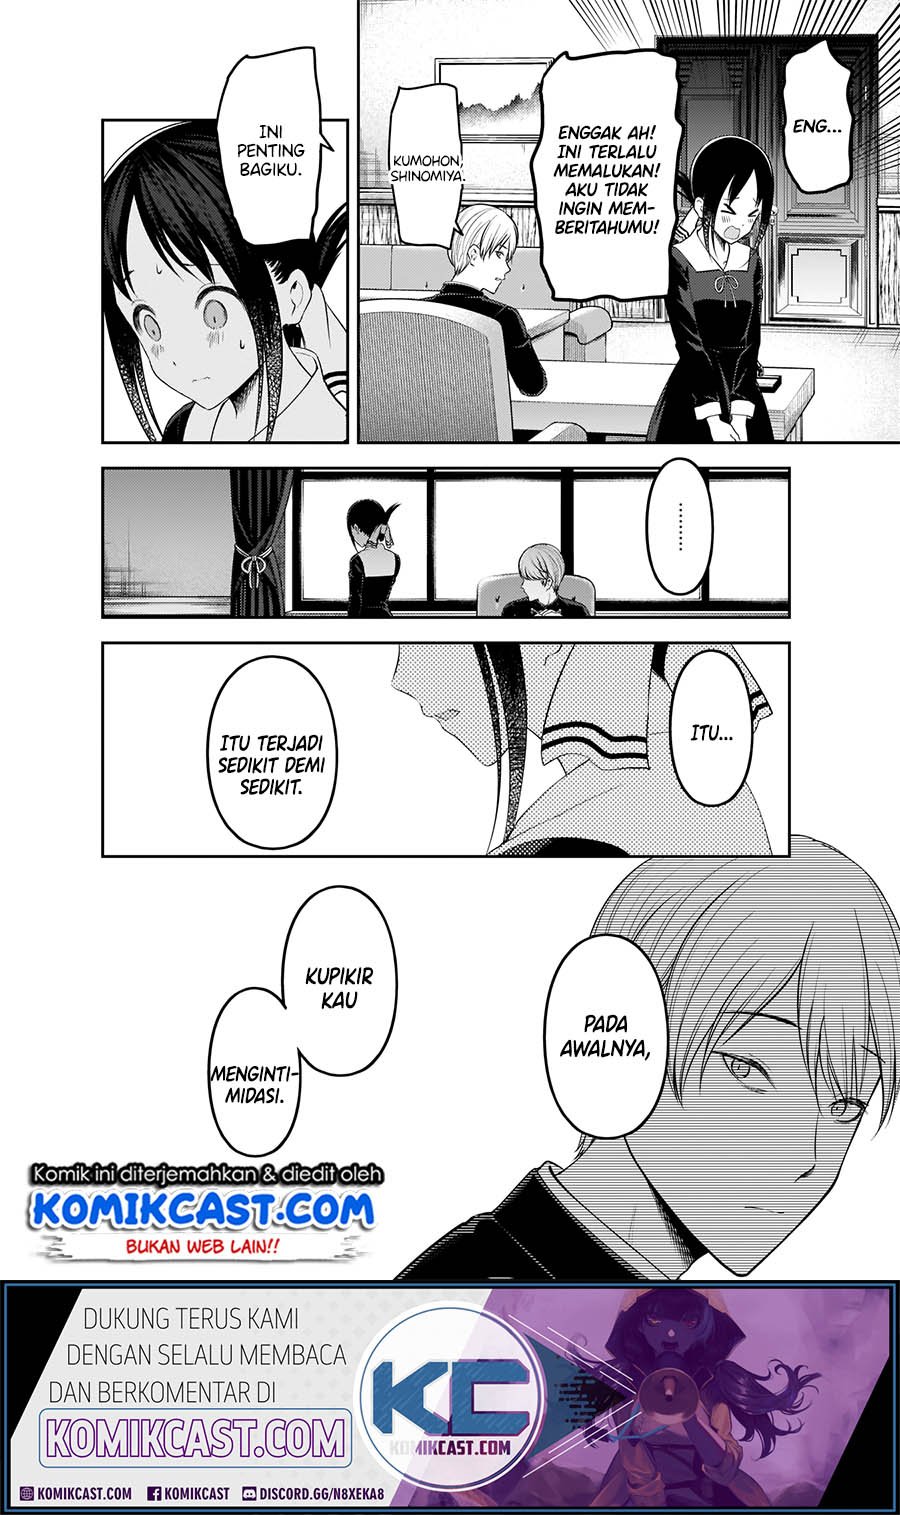 ENG...
ENGGAK AH!
INI TERLALU
MEMALUKAN!
AKU TIDAK
INGIN MEM-
BERITAHUMU!
KUMOHON,
SHINOMIYA.
INI
PENTING
BAGIKU.
.........
ITU...
ITU TERJADI
SEDIKIT DEMI
SEDIKIT.
PADA
AWALNYA,
KUPIKIR
KAU
MENGINTI-
MIDASI.
Komik ini diterjemahkan & diedit oleh
KOMIKCAST.COM
BUKAN WEB LAIN!!
DUKUNG TERUS KAMI
DENGAN SELALU MEMBACA
DAN BERKOMENTAR DI
KOMIKCAST.COM
KC
KOMIKCAST.COM
KOMIKCAST.COM KOMIKCAST DISCORD.GG/N8XEKA8